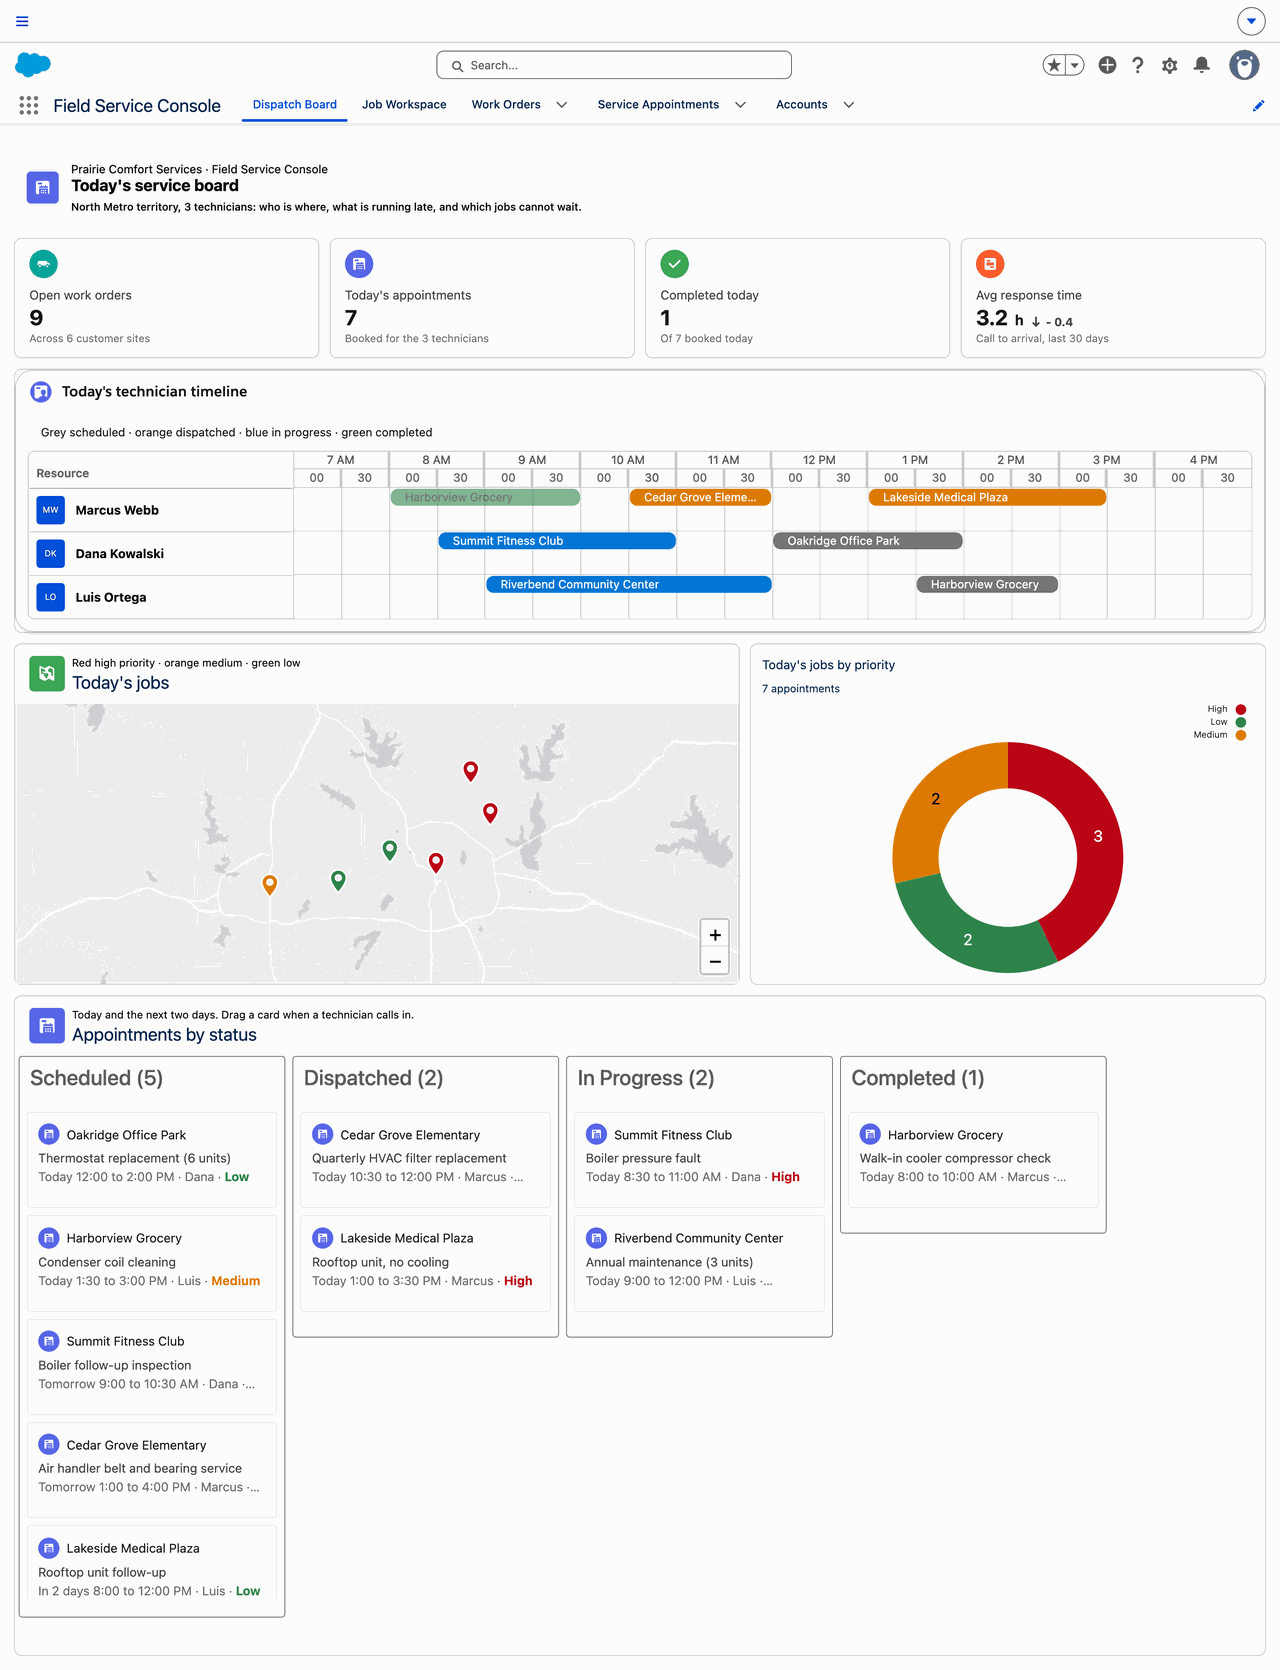 Search...
Field Service Console
Dispatch Board
Job Workspace
Work Orders
Service Appointments
Accounts
Prairie Comfort Services · Field Service Console
Today's service board
North Metro territory, 3 technicians: who is where, what is running late, and which jobs cannot wait.
Open work orders
9
Across 6 customer sites
Today's appointments
7
Booked for the 3 technicians
Completed today
1
Of 7 booked today
Avg response time
3.2 h ↓ - 0.4
Call to arrival, last 30 days
Today's technician timeline
Grey scheduled · orange dispatched · blue in progress · green completed
Resource
7 AM 8 AM 9 AM 10 AM 11 AM 12 PM 1 PM 2 PM 3 PM 4 PM
00 30 00 30 00 30 00 30 00 30 00 30 00 30 00 30 00 30 00 30
MW Marcus Webb
Harborview Grocery
Cedar Grove Eleme...
Lakeside Medical Plaza
DK Dana Kowalski
Summit Fitness Club
Oakridge Office Park
LO Luis Ortega
Riverbend Community Center
Harborview Grocery
Red high priority · orange medium · green low
Today's jobs
+
−
Today's jobs by priority
7 appointments
High
Low
Medium
2
3
2
Today and the next two days. Drag a card when a technician calls in.
Appointments by status
Scheduled (5)
Oakridge Office Park
Thermostat replacement (6 units)
Today 12:00 to 2:00 PM · Dana · Low
Harborview Grocery
Condenser coil cleaning
Today 1:30 to 3:00 PM · Luis · Medium
Summit Fitness Club
Boiler follow-up inspection
Tomorrow 9:00 to 10:30 AM · Dana ·...
Cedar Grove Elementary
Air handler belt and bearing service
Tomorrow 1:00 to 4:00 PM · Marcus ·...
Lakeside Medical Plaza
Rooftop unit follow-up
In 2 days 8:00 to 12:00 PM · Luis · Low
Dispatched (2)
Cedar Grove Elementary
Quarterly HVAC filter replacement
Today 10:30 to 12:00 PM · Marcus ·...
Lakeside Medical Plaza
Rooftop unit, no cooling
Today 1:00 to 3:30 PM · Marcus · High
In Progress (2)
Summit Fitness Club
Boiler pressure fault
Today 8:30 to 11:00 AM · Dana · High
Riverbend Community Center
Annual maintenance (3 units)
Today 9:00 to 12:00 PM · Luis ·...
Completed (1)
Harborview Grocery
Walk-in cooler compressor check
Today 8:00 to 10:00 AM · Marcus ·...